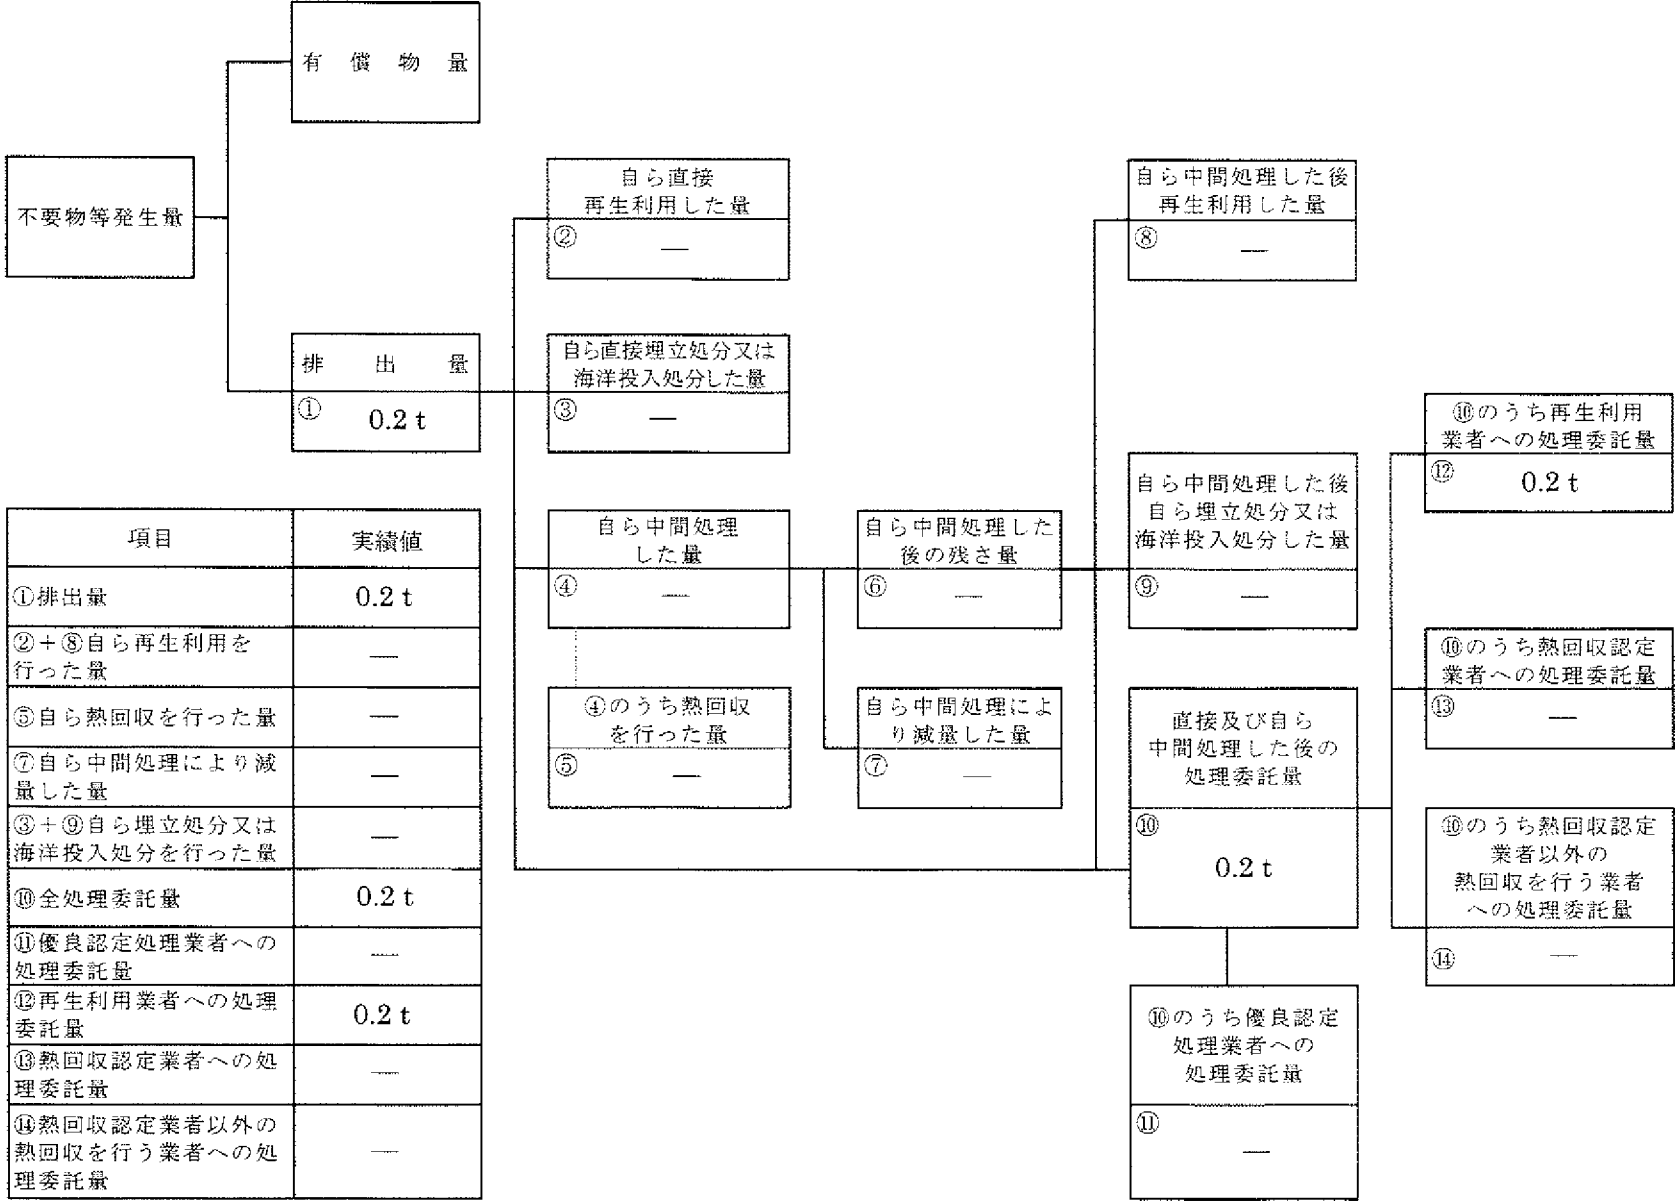 有償物量
不要物等発生量
排出量
① 0.2 t
自ら直接
再生利用した量
② —
自ら直接埋立処分又は
海洋投入処分した量
③ —
自ら中間処理
した量
④ —
④のうち熱回収
を行った量
⑤ —
自ら中間処理した
後の残さ量
⑥ —
自ら中間処理によ
り減量した量
⑦ —
自ら中間処理した後
再生利用した量
⑧ —
自ら中間処理した後
自ら埋立処分又は
海洋投入処分した量
⑨ —
直接及び自ら
中間処理した後の
処理委託量
⑩
0.2 t
⑩のうち優良認定
処理業者への
処理委託量
⑪
—
⑩のうち再生利用
業者への処理委託量
⑫ 0.2 t
⑩のうち熱回収認定
業者への処理委託量
⑬ —
⑩のうち熱回収認定
業者以外の
熱回収を行う業者
への処理委託量
⑭ —
項目 実績値
①排出量 0.2 t
②+⑧自ら再生利用を
行った量 —
⑤自ら熱回収を行った量 —
⑦自ら中間処理により減
量した量 —
③+⑨自ら埋立処分又は
海洋投入処分を行った量 —
⑩全処理委託量 0.2 t
⑪優良認定処理業者への
処理委託量 —
⑫再生利用業者への処理
委託量 0.2 t
⑬熱回収認定業者への処
理委託量 —
⑭熱回収認定業者以外の
熱回収を行う業者への処
理委託量 —